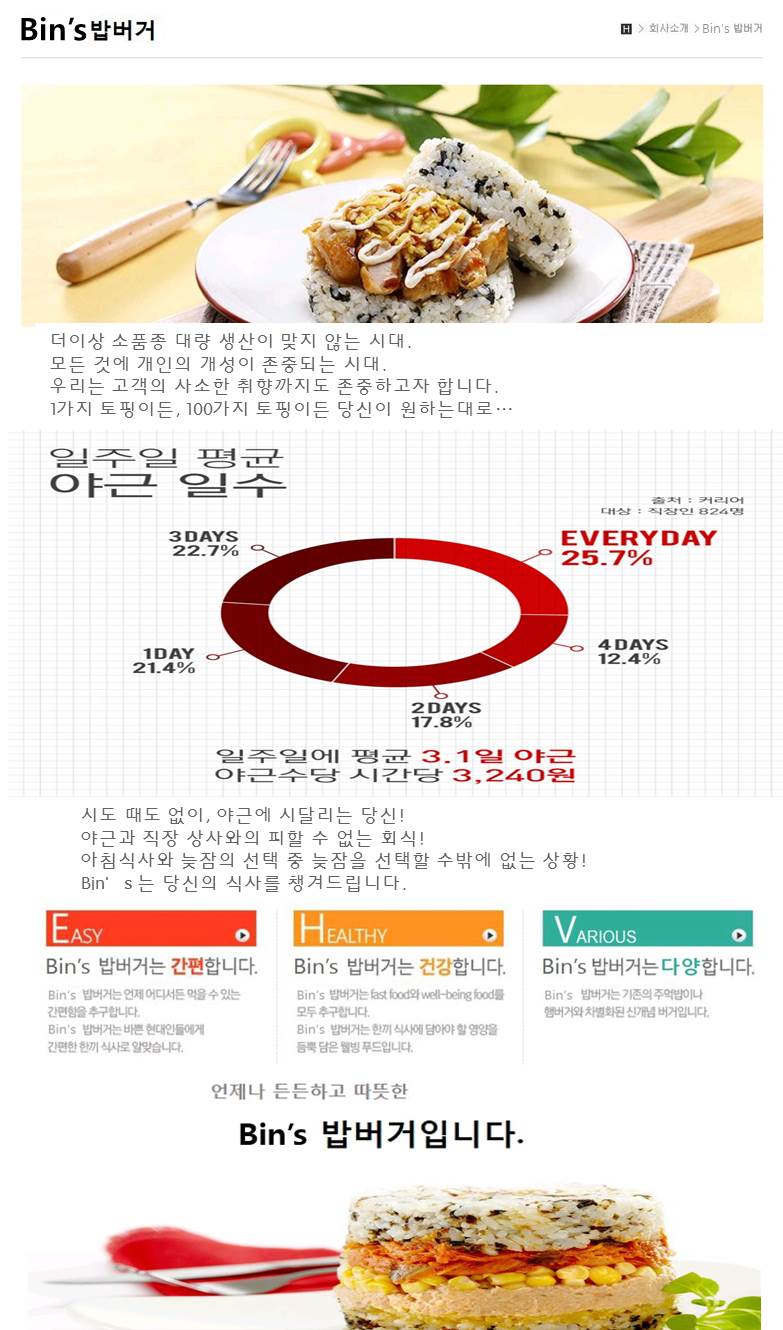 Bin's 밥버거
H > 회사소개 > Bin's 밥버거
더이상 소품종 대량 생산이 맞지 않는 시대.
모든 것에 개인의 개성이 존중되는 시대.
우리는 고객의 사소한 취향까지도 존중하고자 합니다.
1가지 토핑이든, 100가지 토핑이든 당신이 원하는대로…
일주일 평균
야근 일수
출처 : 커리어
대상 : 직장인 824명
3DAYS
22.7%
EVERYDAY
25.7%
1DAY
21.4%
4DAYS
12.4%
2DAYS
17.8%
일주일에 평균 3.1일 야근
야근수당 시간당 3,240원
시도 때도 없이, 야근에 시달리는 당신!
야근과 직장 상사와의 피할 수 없는 회식!
아침식사와 늦잠의 선택 중 늦잠을 선택할 수밖에 없는 상황!
Bin's는 당신의 식사를 챙겨드립니다.
EASY
Bin's 밥버거는 간편합니다.
Bin's 밥버거는 언제 어디서든 먹을 수 있는
간편함을 추구합니다.
Bin's 밥버거는 바쁜 현대인들에게
간편한 한끼 식사로 알맞습니다.
HEALTHY
Bin's 밥버거는 건강합니다.
Bin's 밥버거는 fast food와 well-being food를
모두 추구합니다.
Bin's 밥버거는 한끼 식사에 담아야 할 영양을
듬뿍 담은 웰빙 푸드입니다.
VARIOUS
Bin's 밥버거는 다양합니다.
Bin's 밥버거는 기존의 주먹밥이나
햄버거와 차별화된 신개념 버거입니다.
언제나 든든하고 따뜻한
Bin's 밥버거입니다.